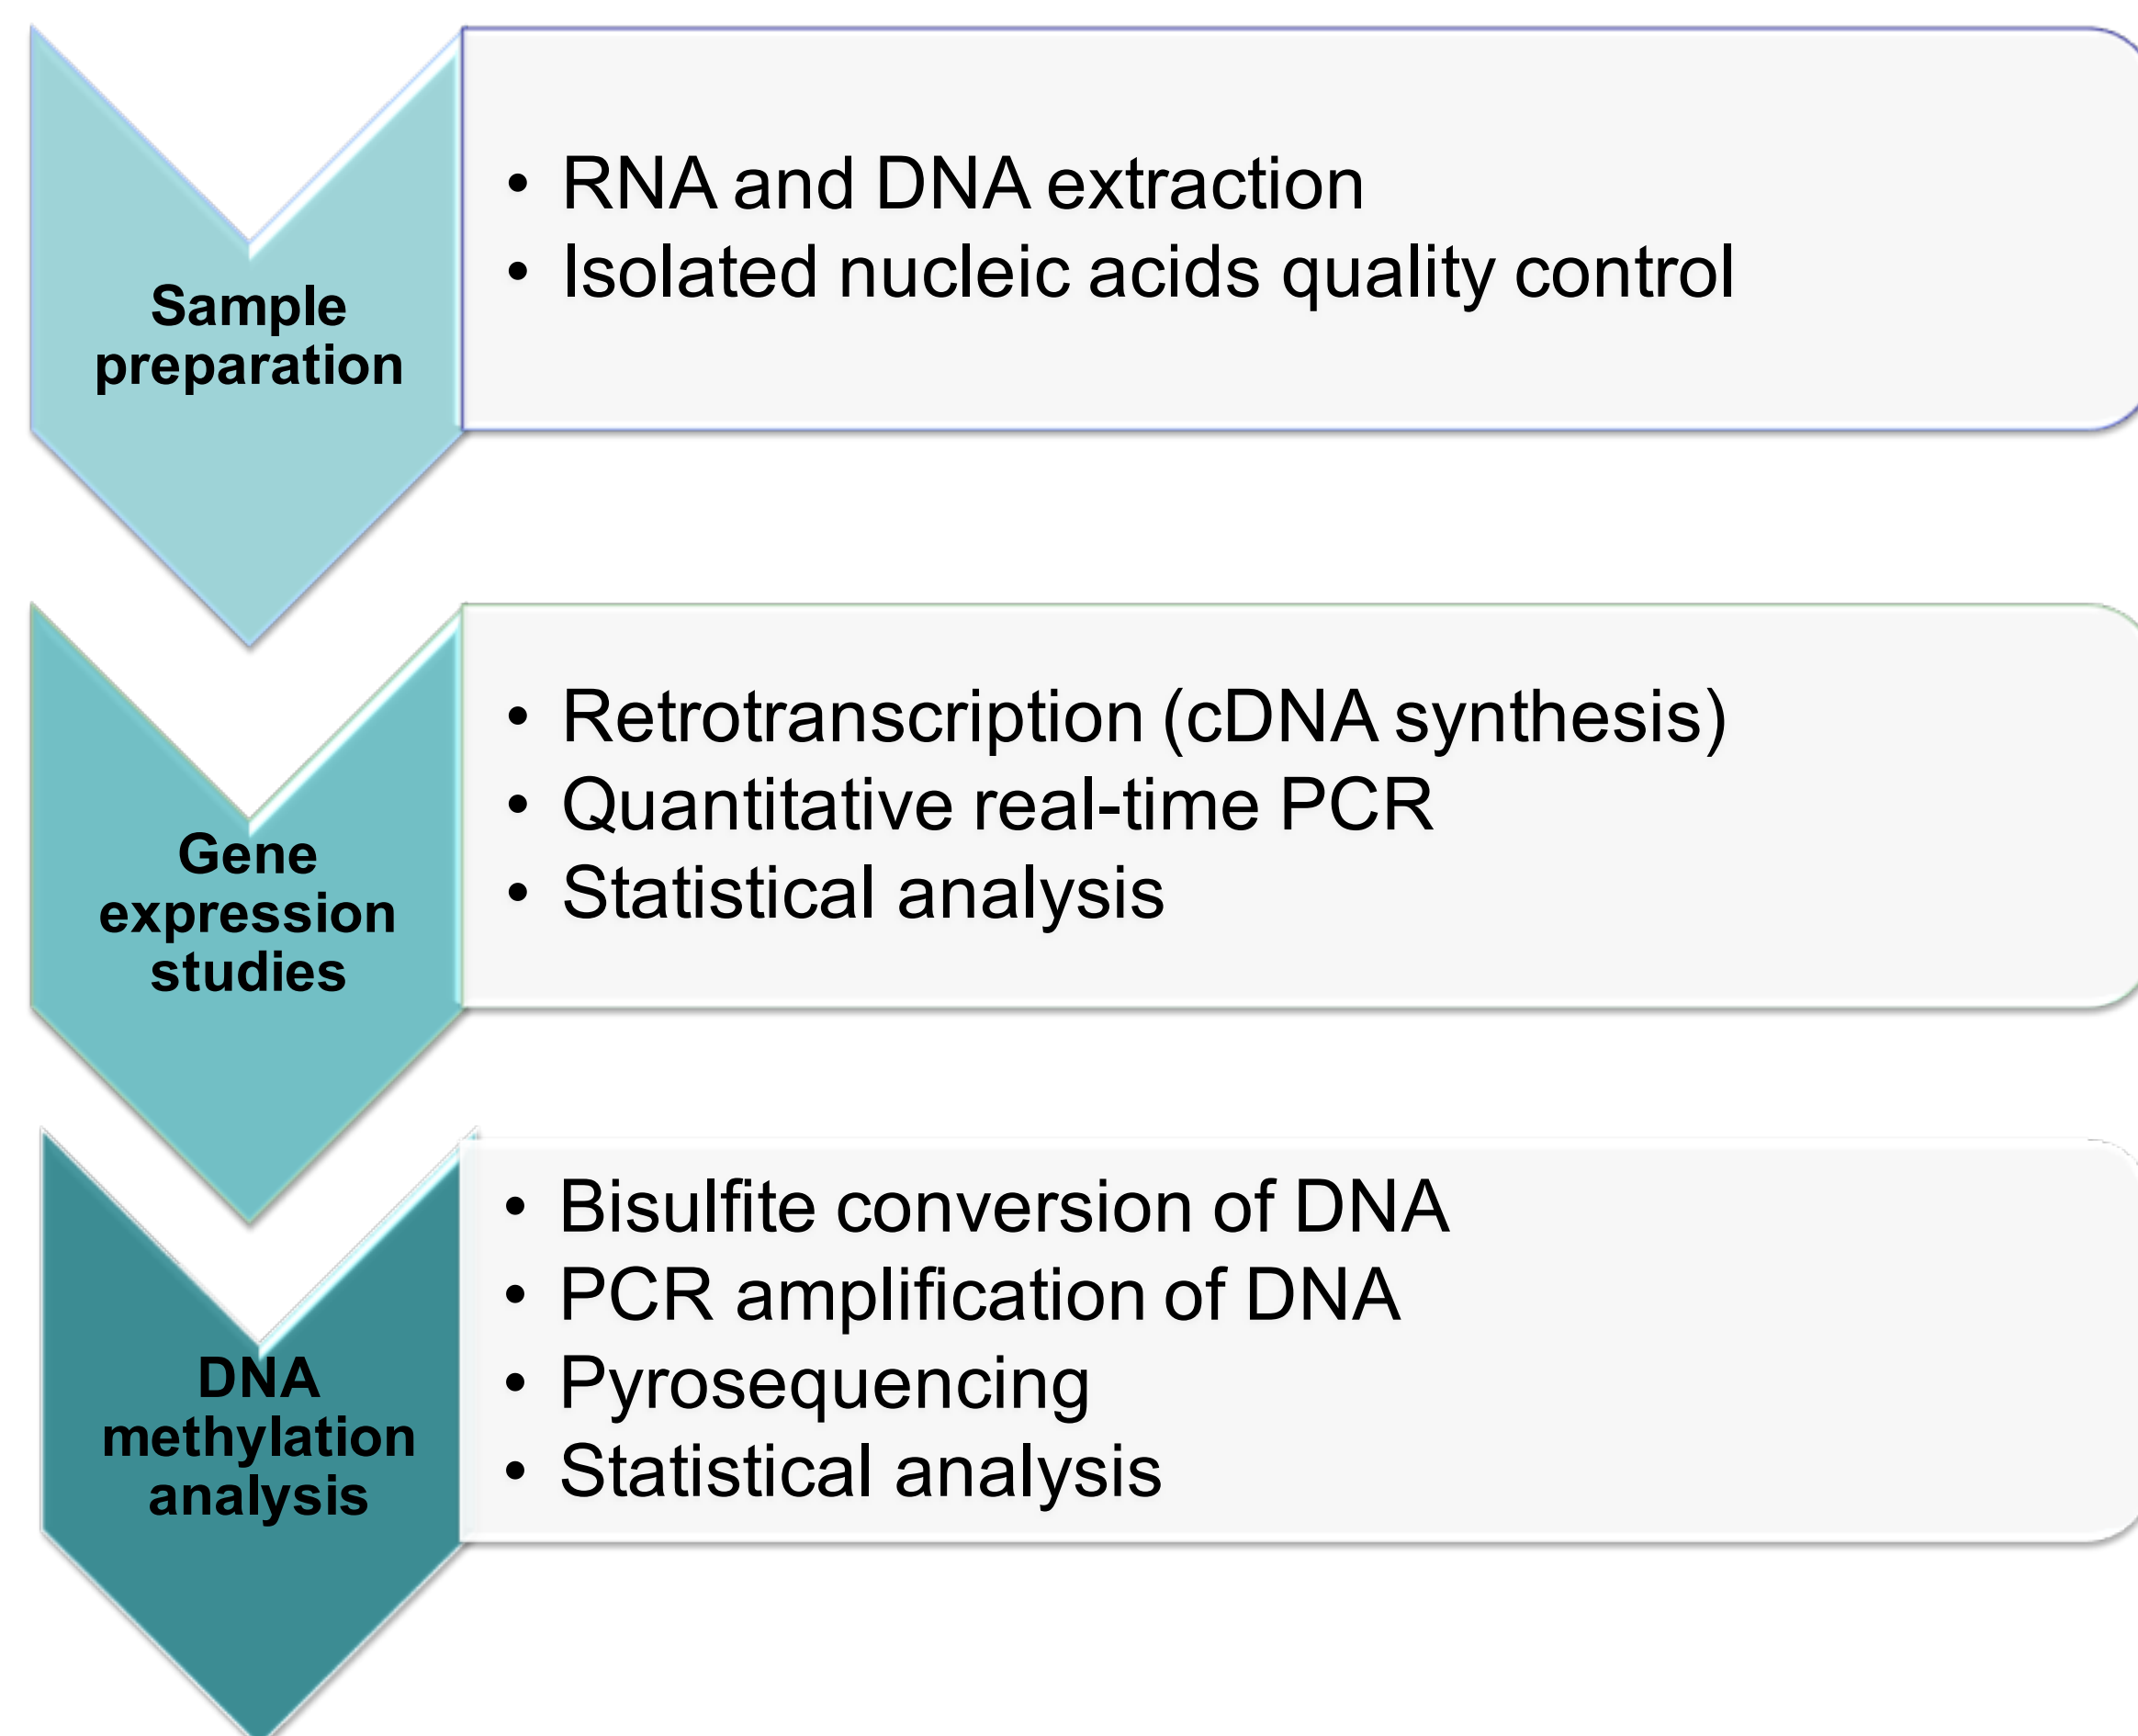 Sample
preparation
• RNA and DNA extraction
• Isolated nucleic acids quality control
Gene
expression
studies
• Retrotranscription (cDNA synthesis)
• Quantitative real-time PCR
• Statistical analysis
DNA
methylation
analysis
• Bisulfite conversion of DNA
• PCR amplification of DNA
• Pyrosequencing
• Statistical analysis